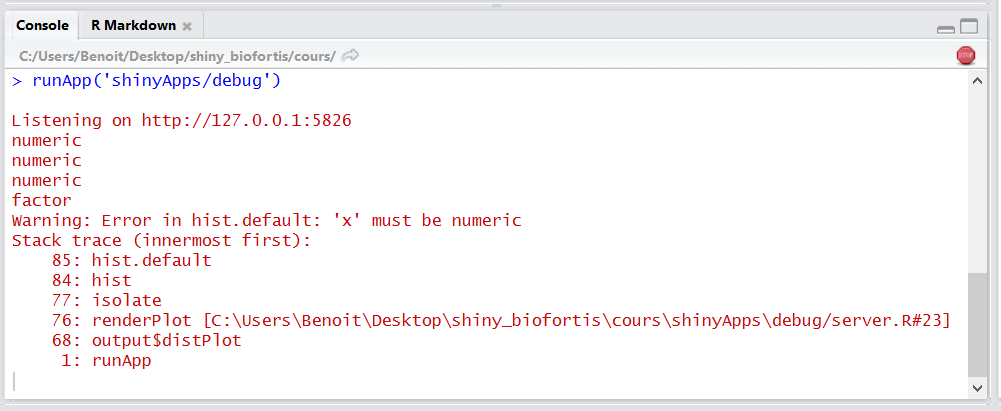 Console
R Markdown
C:/Users/Benoit/Desktop/shiny_biofortis/cours/
STOP
> runApp('shinyApps/debug')
Listening on http://127.0.0.1:5826
numeric
numeric
numeric
factor
Warning: Error in hist.default: 'x' must be numeric
Stack trace (innermost first):
    85: hist.default
    84: hist
    77: isolate
    76: renderPlot [C:\Users\Benoit\Desktop\shiny_biofortis\cours\shinyApps\debug/server.R#23]
    68: output$distPlot
     1: runApp